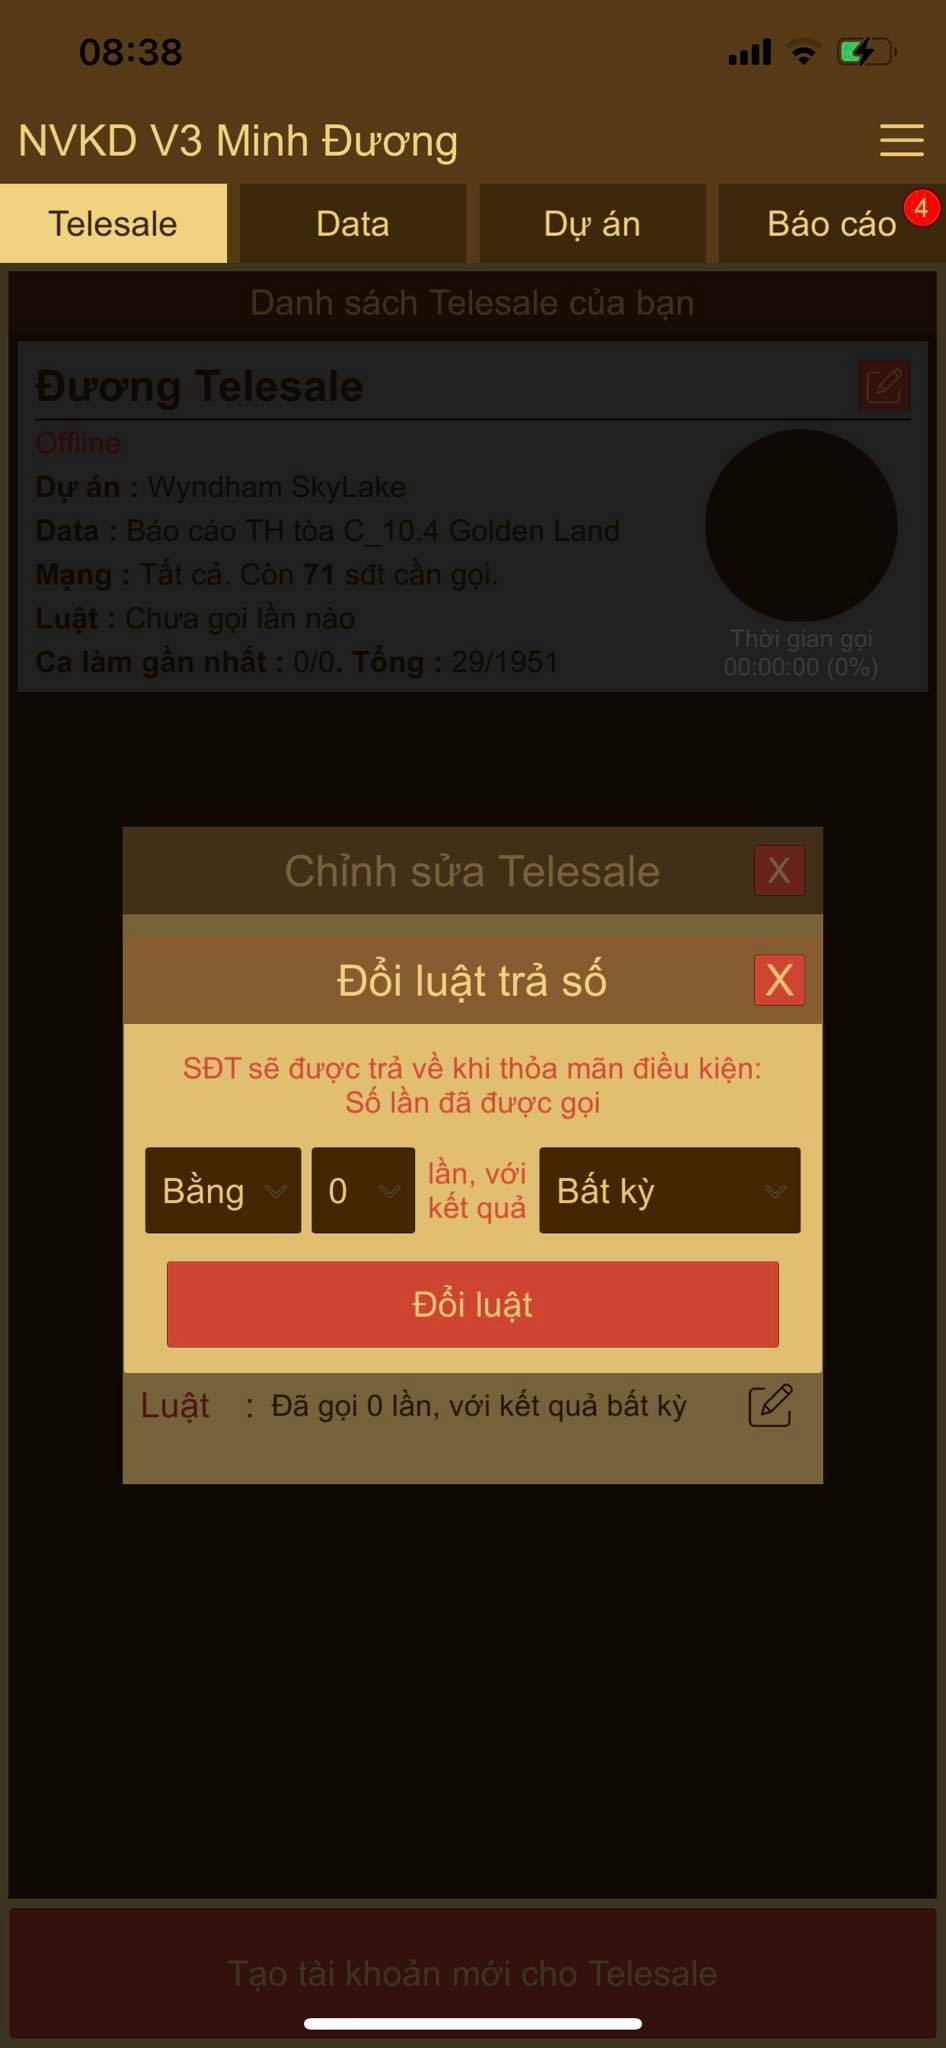 08:38
NVKD V3 Minh Đương
Telesale
Data
Dự án
Báo cáo
4
Danh sách Telesale của bạn
Đương Telesale
Offline
Dự án : Wyndham SkyLake
Data : Báo cáo TH tòa C_10.4 Golden Land
Mạng : Tất cả. Còn 71 sđt cần gọi.
Luật : Chưa gọi lần nào
Ca làm gần nhất : 0/0. Tổng : 29/1951
Thời gian gọi
00:00:00 (0%)
Chỉnh sửa Telesale
X
Đổi luật trả số
X
SĐT sẽ được trả về khi thỏa mãn điều kiện:
Số lần đã được gọi
Bằng
0
lần, với
kết quả
Bất kỳ
Đổi luật
Luật : Đã gọi 0 lần, với kết quả bất kỳ
Tạo tài khoản mới cho Telesale